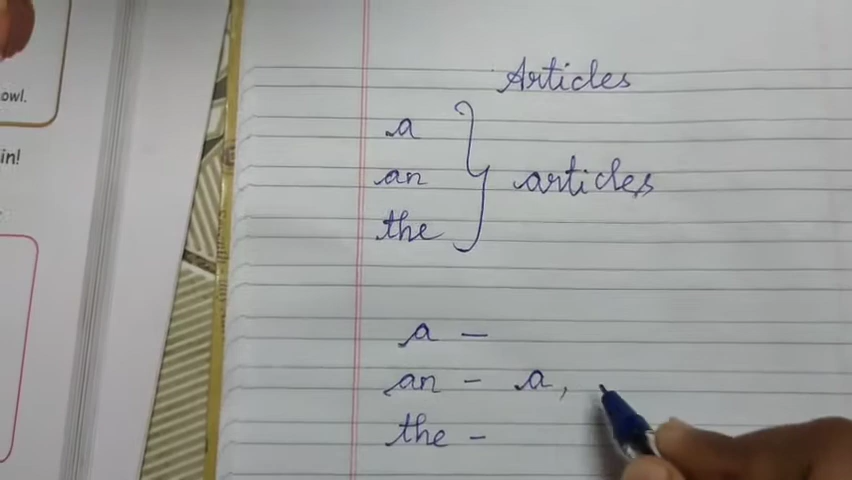 owl.
in!
Articles
a
an
articles
the
a -
an - a,
the -